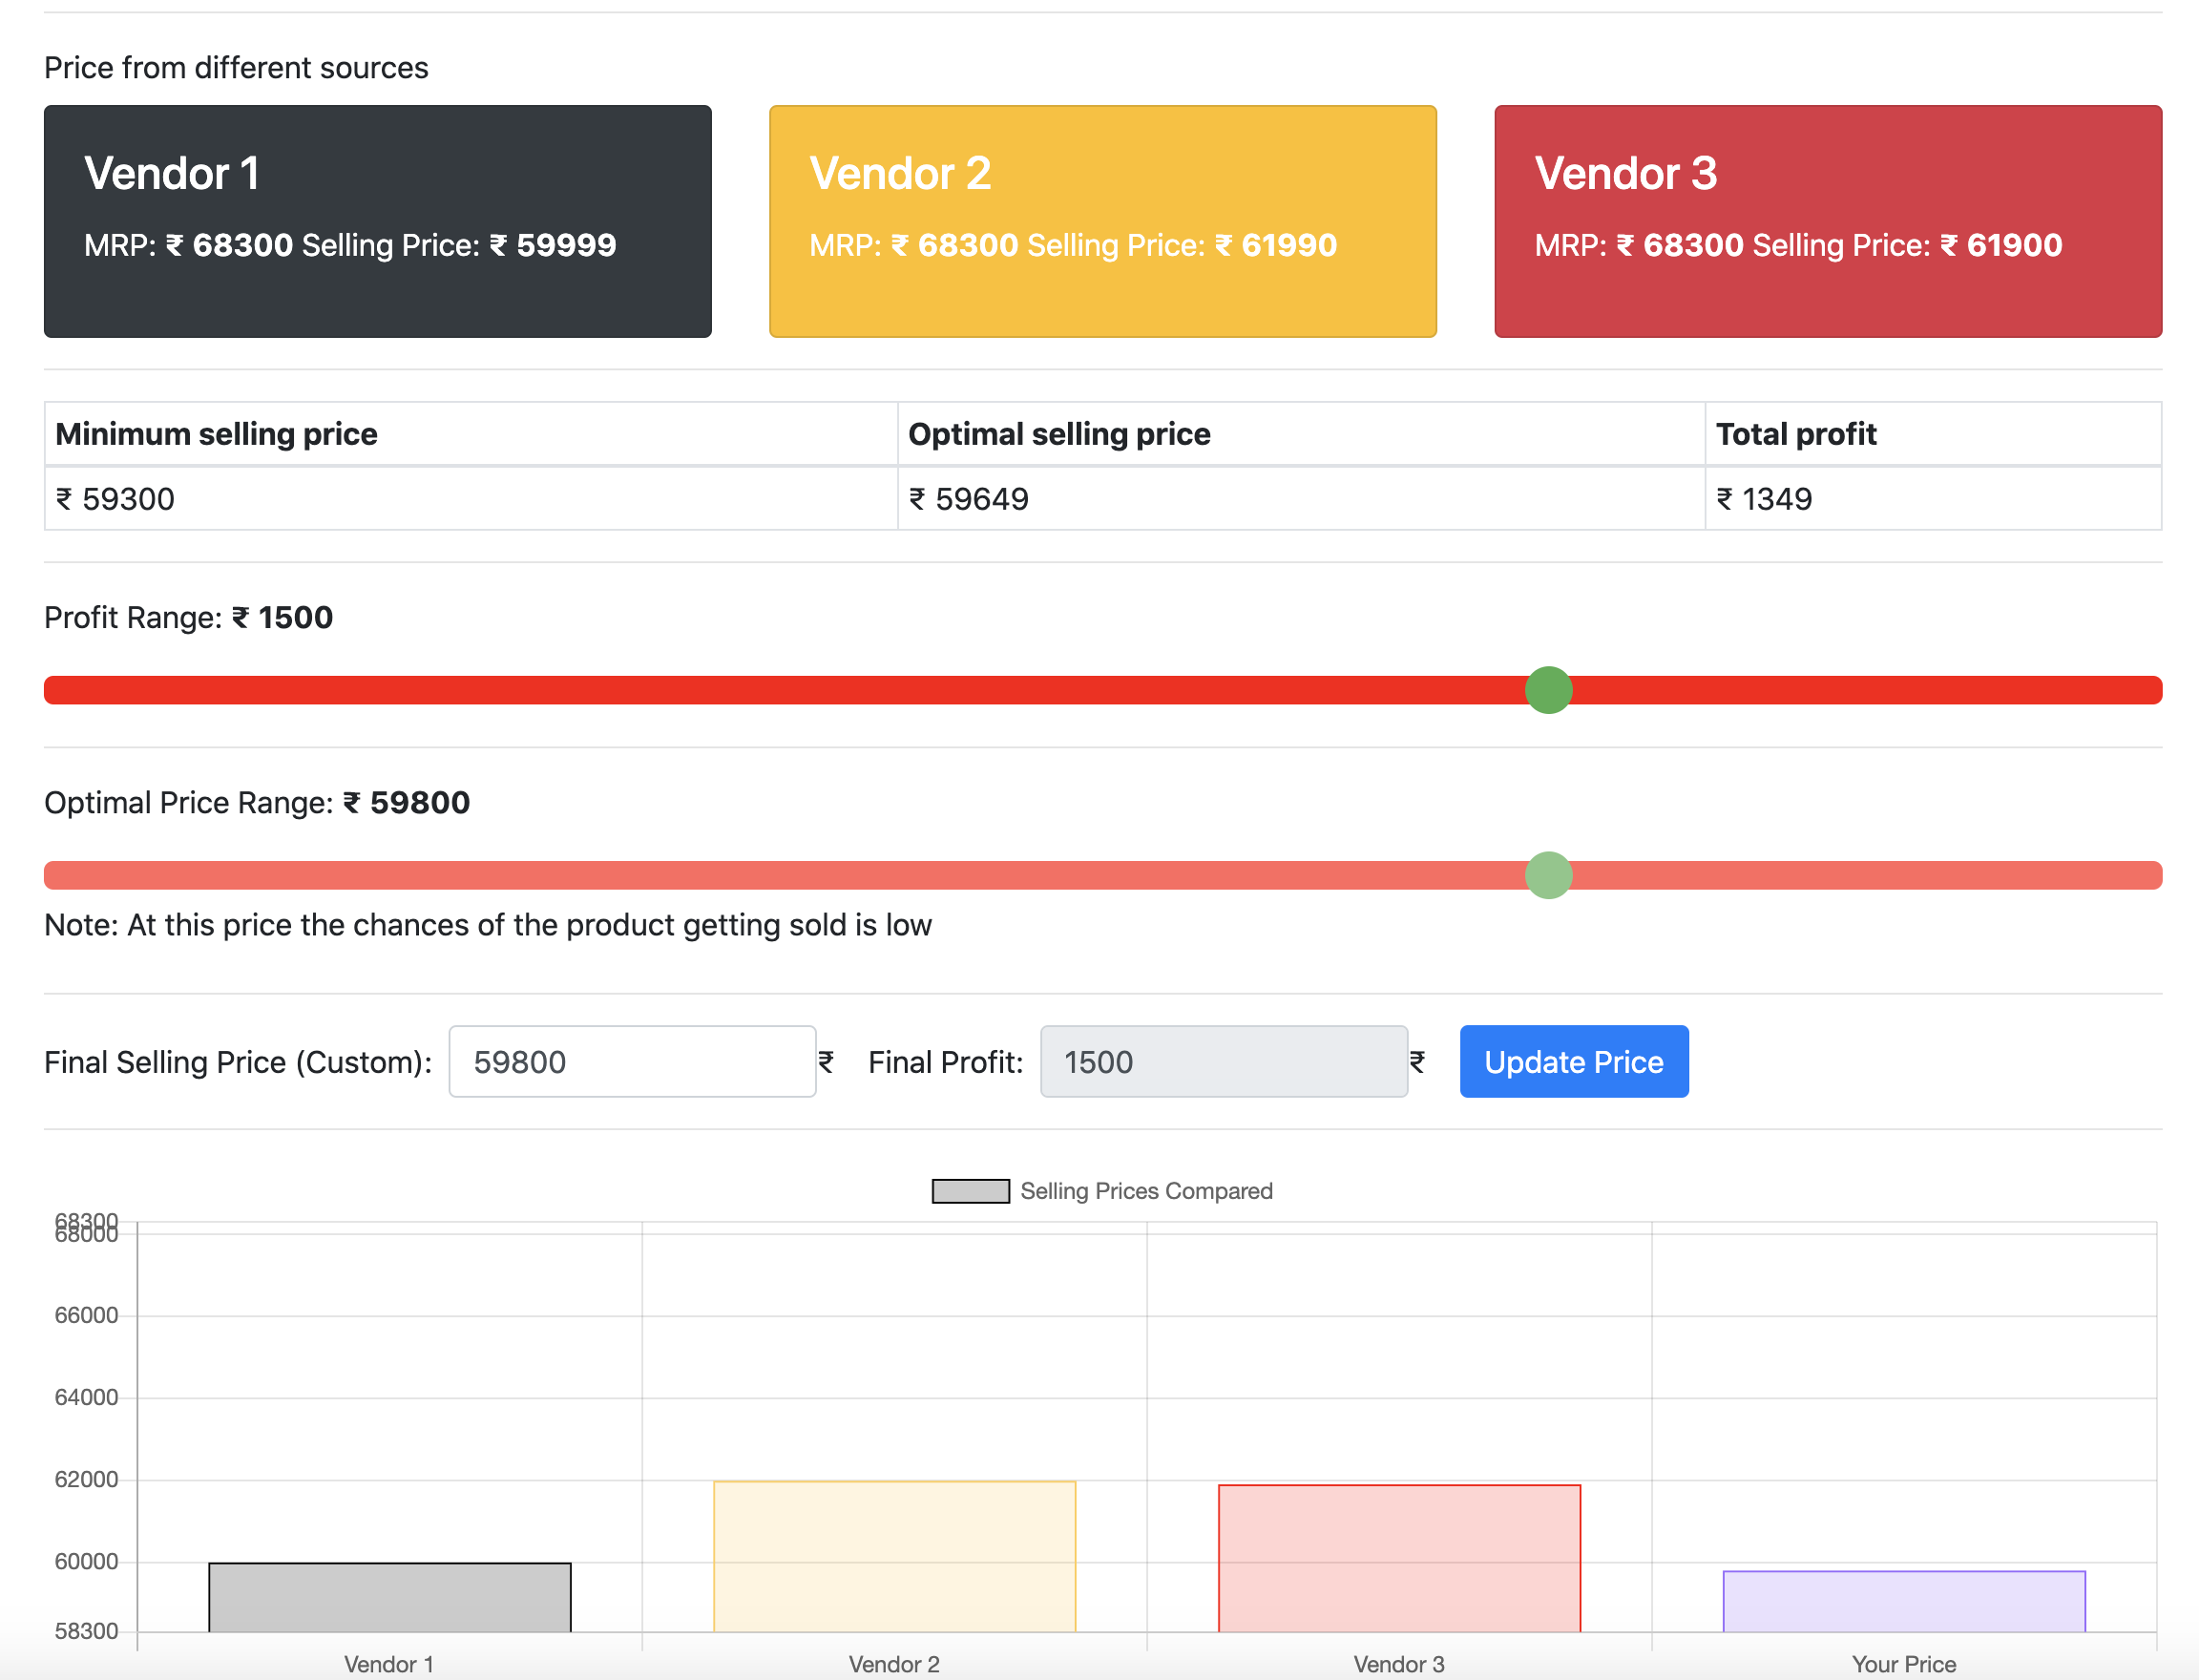 Price from different sources
Vendor 1
MRP: ₹ 68300 Selling Price: ₹ 59999
Vendor 2
MRP: ₹ 68300 Selling Price: ₹ 61990
Vendor 3
MRP: ₹ 68300 Selling Price: ₹ 61900
Minimum selling price Optimal selling price Total profit
₹ 59300 ₹ 59649 ₹ 1349
Profit Range: ₹ 1500
Optimal Price Range: ₹ 59800
Note: At this price the chances of the product getting sold is low
Final Selling Price (Custom): 59800 ₹ Final Profit: 1500 ₹ Update Price
Selling Prices Compared
68300
68000
66000
64000
62000
60000
58300
Vendor 1 Vendor 2 Vendor 3 Your Price